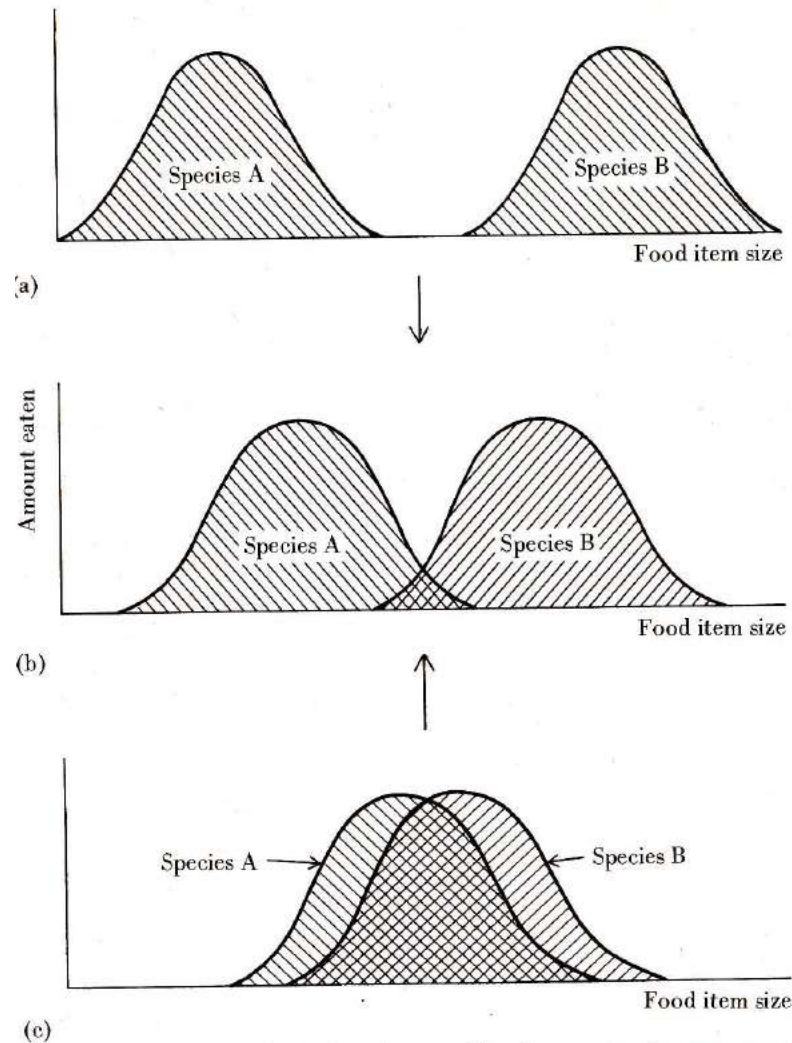 Species A
Species B
Food item size
(a)
Amount eaten
Species A
Species B
Food item size
(b)
Species A
Species B
Food item size
(c)